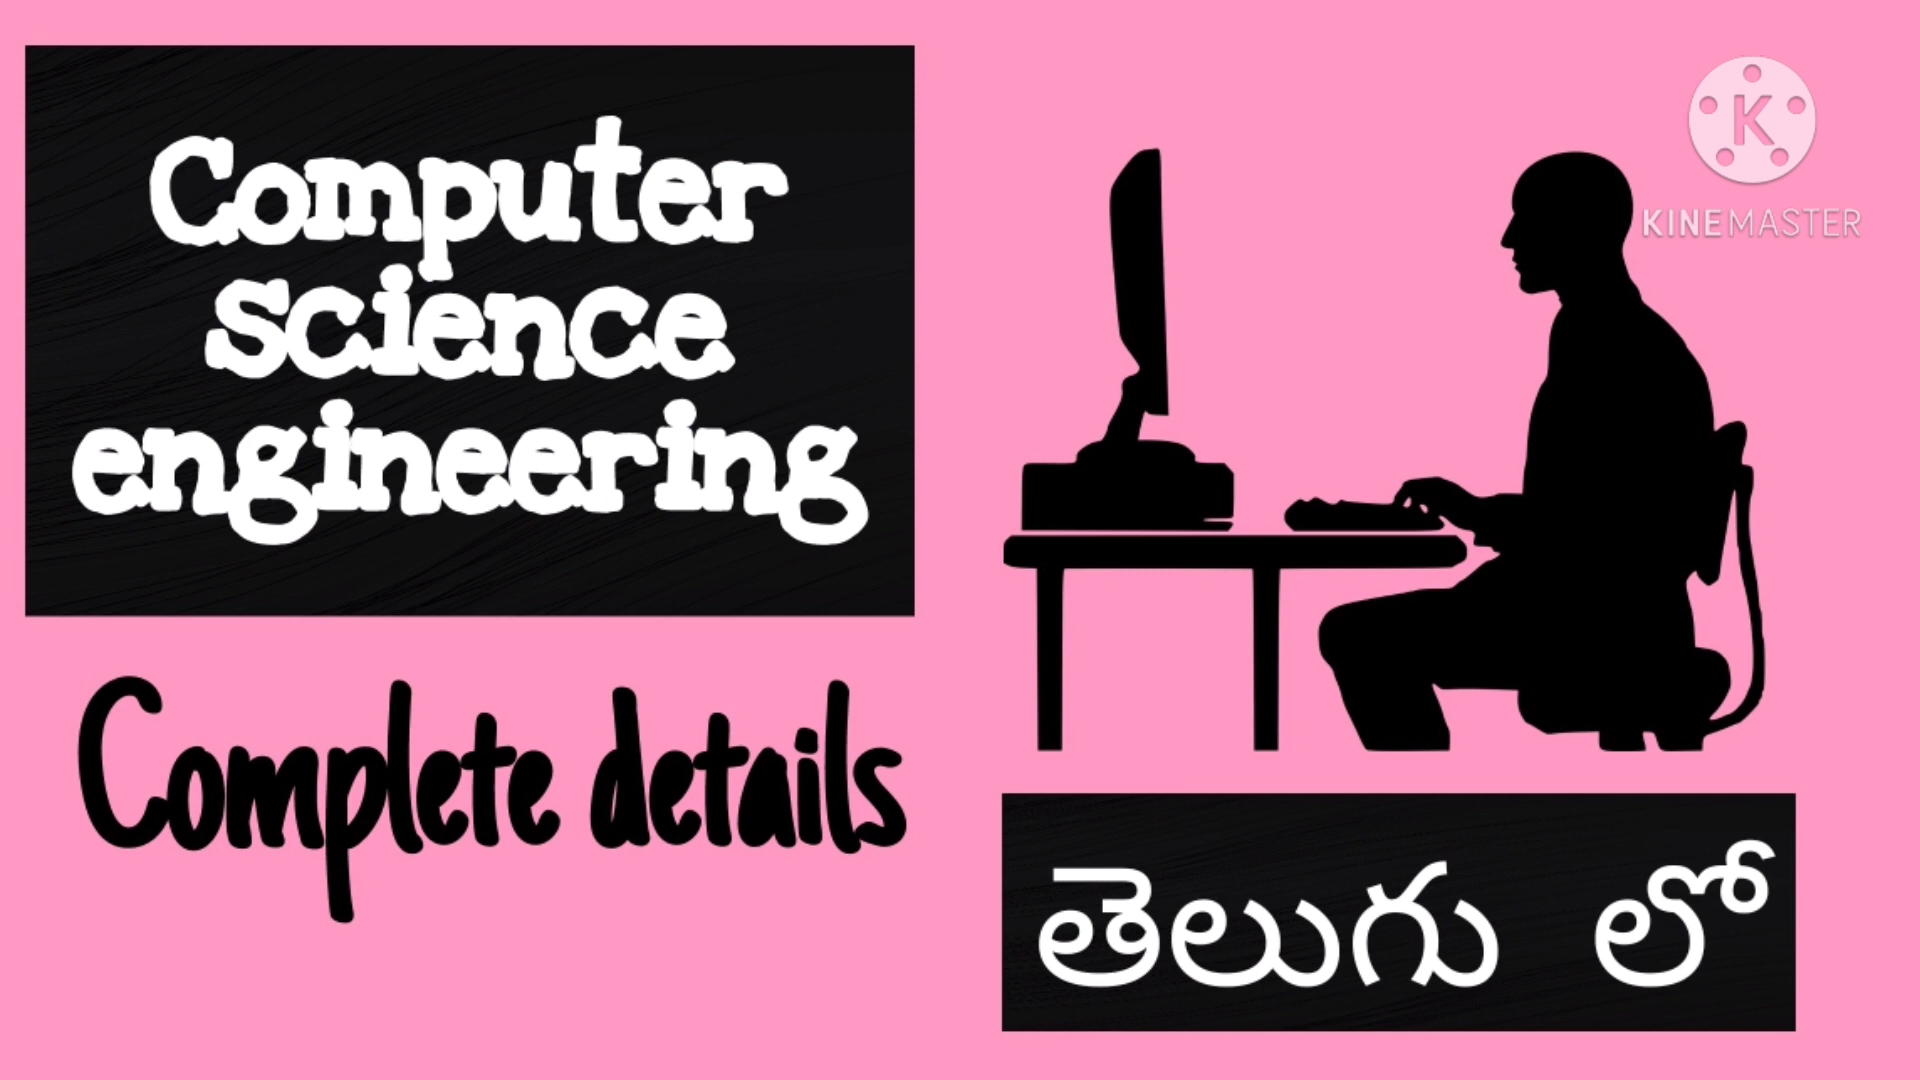 Computer
science
engineering
Complete details
K
KINEMASTER
తెలుగు లో